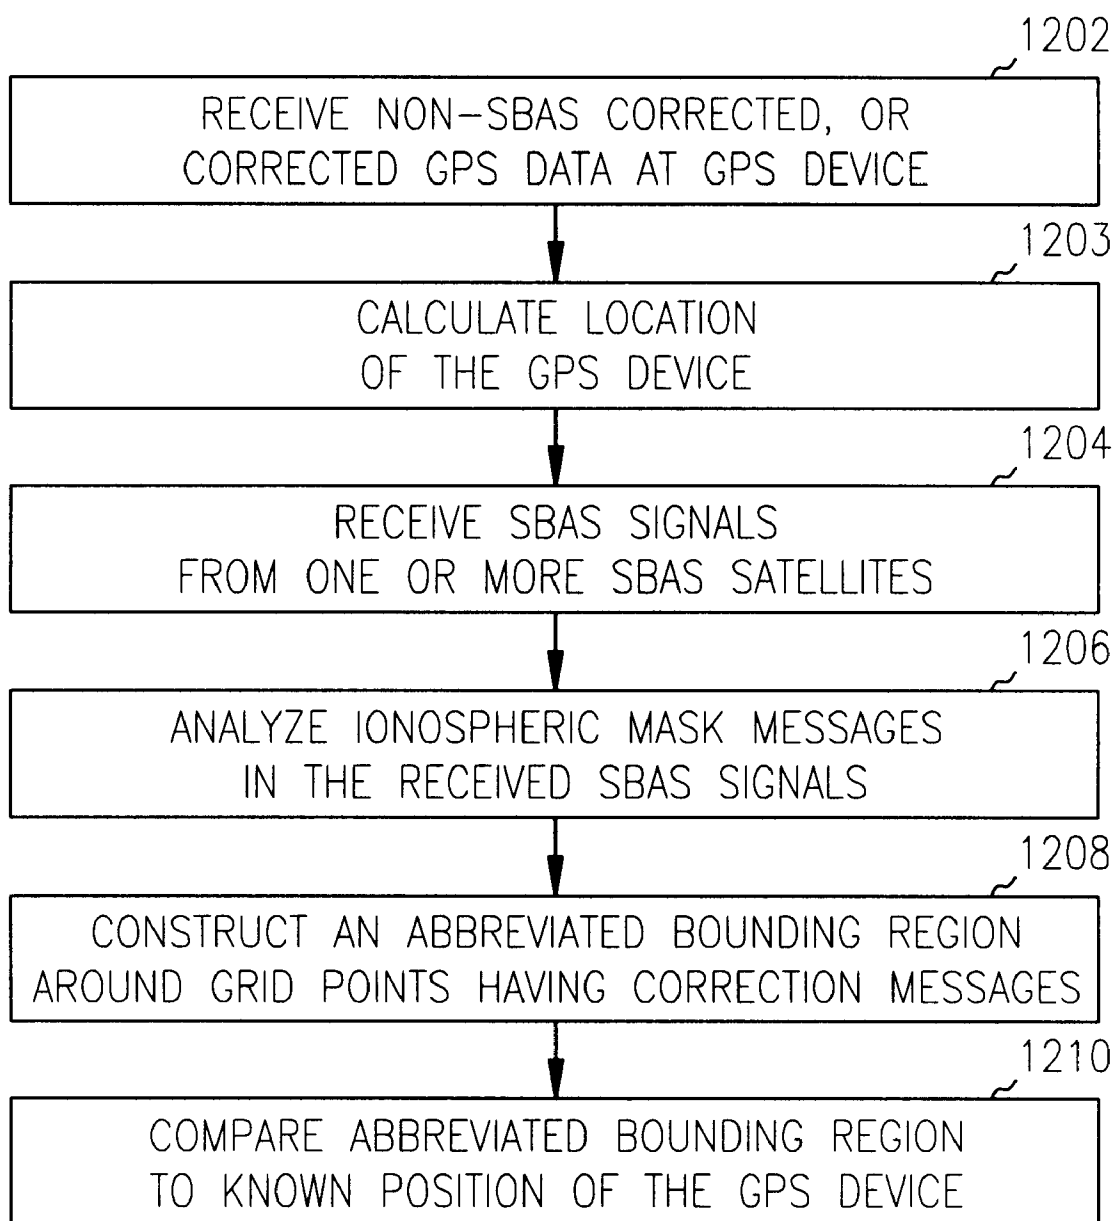 1202
RECEIVE NON-SBAS CORRECTED, OR
CORRECTED GPS DATA AT GPS DEVICE
1203
CALCULATE LOCATION
OF THE GPS DEVICE
1204
RECEIVE SBAS SIGNALS
FROM ONE OR MORE SBAS SATELLITES
1206
ANALYZE IONOSPHERIC MASK MESSAGES
IN THE RECEIVED SBAS SIGNALS
1208
CONSTRUCT AN ABBREVIATED BOUNDING REGION
AROUND GRID POINTS HAVING CORRECTION MESSAGES
1210
COMPARE ABBREVIATED BOUNDING REGION
TO KNOWN POSITION OF THE GPS DEVICE